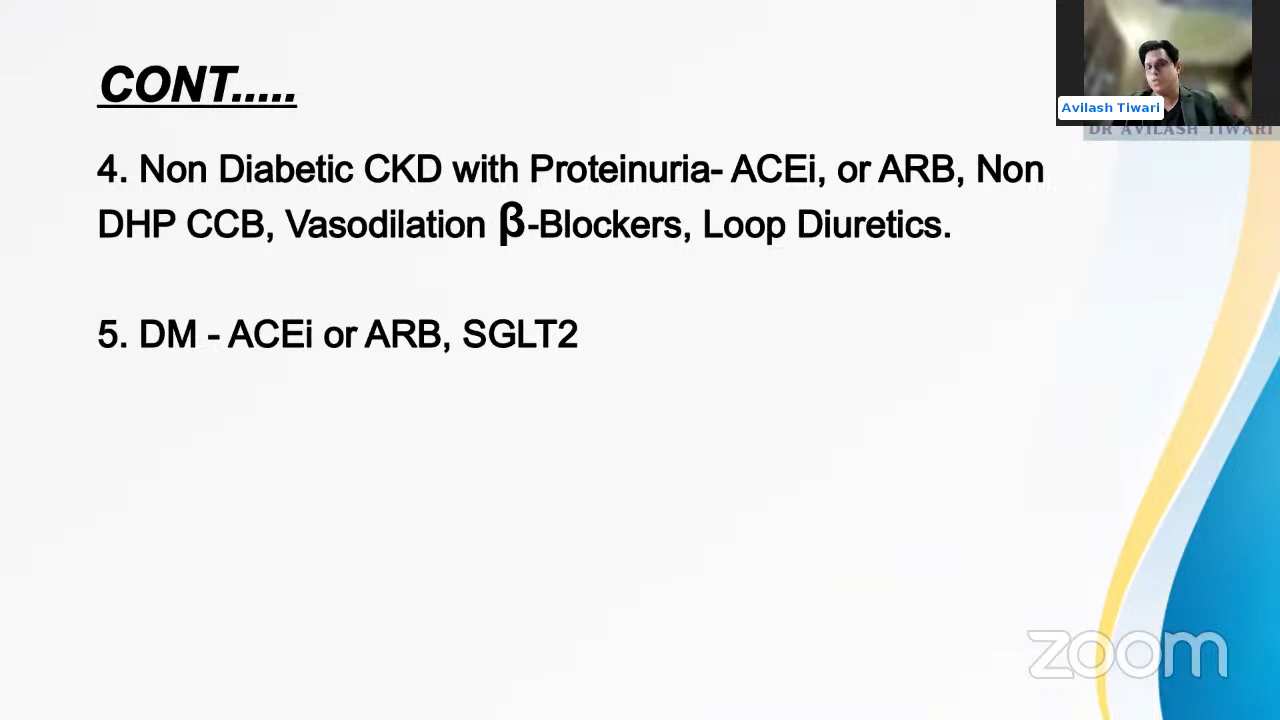 CONT.....
Avilash Tiwari
DR AVILASH TIWARI
4. Non Diabetic CKD with Proteinuria- ACEi, or ARB, Non
DHP CCB, Vasodilation β-Blockers, Loop Diuretics.
5. DM - ACEi or ARB, SGLT2
zoom